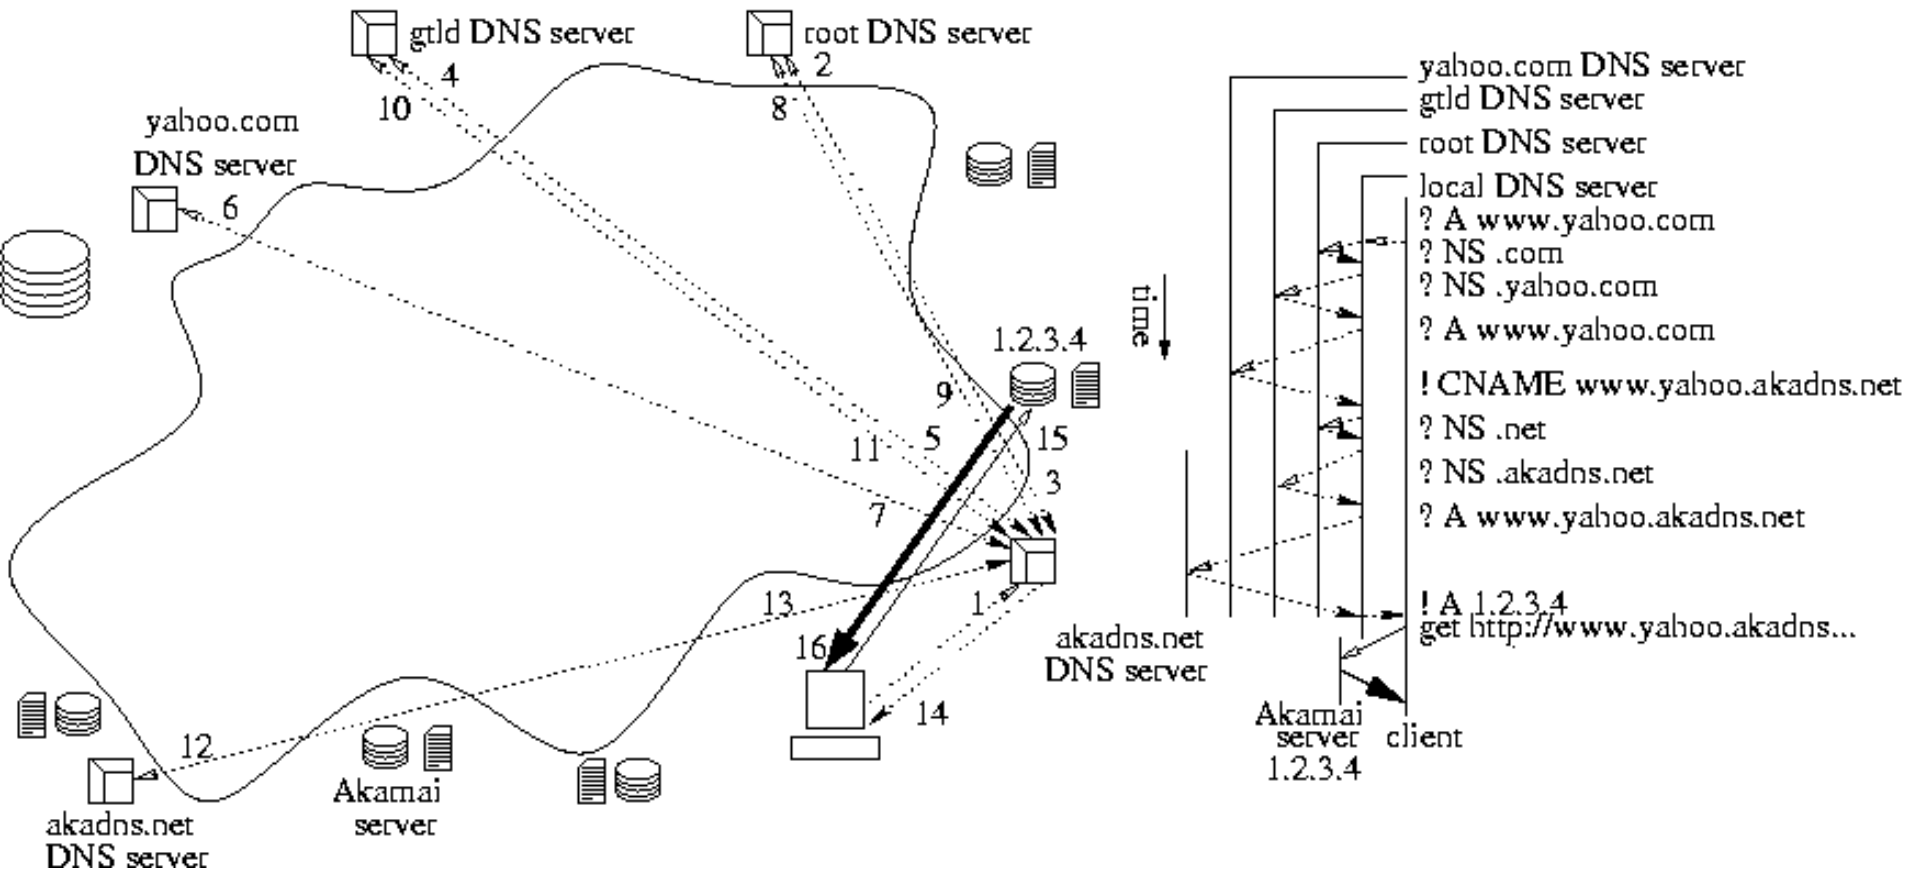 gtld DNS server
root DNS server
4
2
10
8
yahoo.com
DNS server
6
1.2.3.4
9
5
15
11
3
7
13
1
16
14
12
Akamai
server
akadns.net
DNS server
yahoo.com DNS server
gtld DNS server
root DNS server
local DNS server
? A www.yahoo.com
? NS .com
? NS .yahoo.com
time
? A www.yahoo.com
! CNAME www.yahoo.akadns.net
? NS .net
? NS .akadns.net
? A www.yahoo.akadns.net
! A 1.2.3.4
get http://www.yahoo.akadns...
akadns.net
DNS server
Akamai
server
1.2.3.4
client